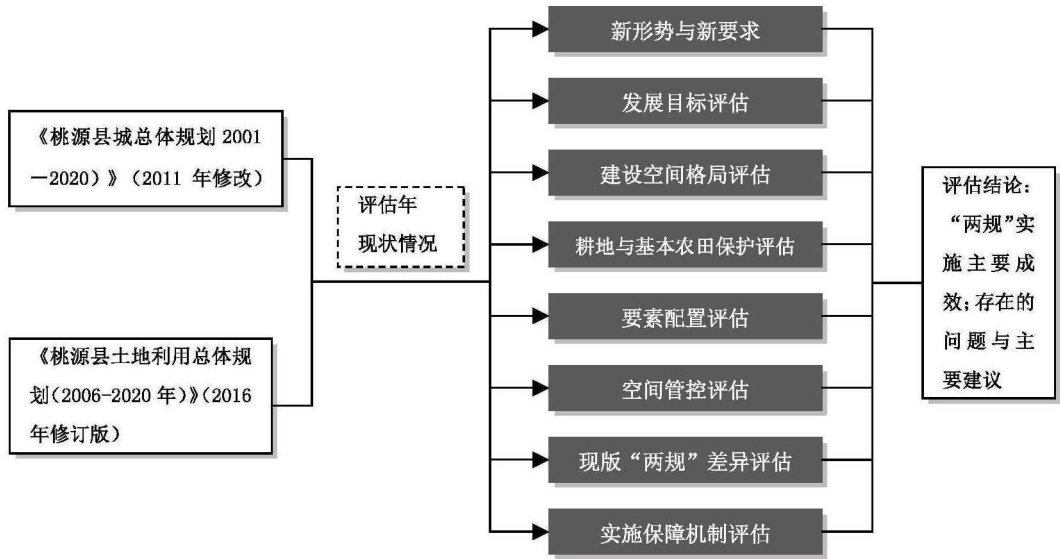 《桃源县城总体规划 2001
—2020)》(2011 年修改)
《桃源县土地利用总体规
划(2006-2020 年)》(2016
年修订版)
评估年
现状情况
新形势与新要求
发展目标评估
建设空间格局评估
耕地与基本农田保护评估
要素配置评估
空间管控评估
现版“两规”差异评估
实施保障机制评估
评估结论:
“两规”实
施主要成
效;存在的
问题与主
要建议